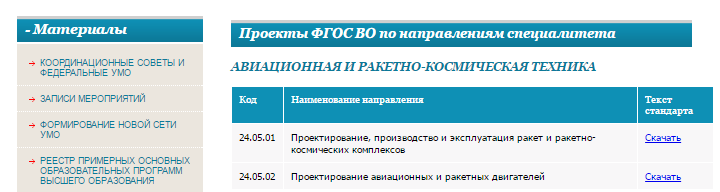 - Материалы
КООРДИНАЦИОННЫЕ СОВЕТЫ И
ФЕДЕРАЛЬНЫЕ УМО
ЗАПИСИ МЕРОПРИЯТИЙ
ФОРМИРОВАНИЕ НОВОЙ СЕТИ
УМО
РЕЕСТР ПРИМЕРНЫХ ОСНОВНЫХ
ОБРАЗОВАТЕЛЬНЫХ ПРОГРАММ
ВЫСШЕГО ОБРАЗОВАНИЯ
Проекты ФГОС ВО по направлениям специалитета
АВИАЦИОННАЯ И РАКЕТНО-КОСМИЧЕСКАЯ ТЕХНИКА
Код Наименование направления Текст
стандарта
24.05.01 Проектирование, производство и эксплуатация ракет и ракетно- Скачать
космических комплексов
24.05.02 Проектирование авиационных и ракетных двигателей Скачать